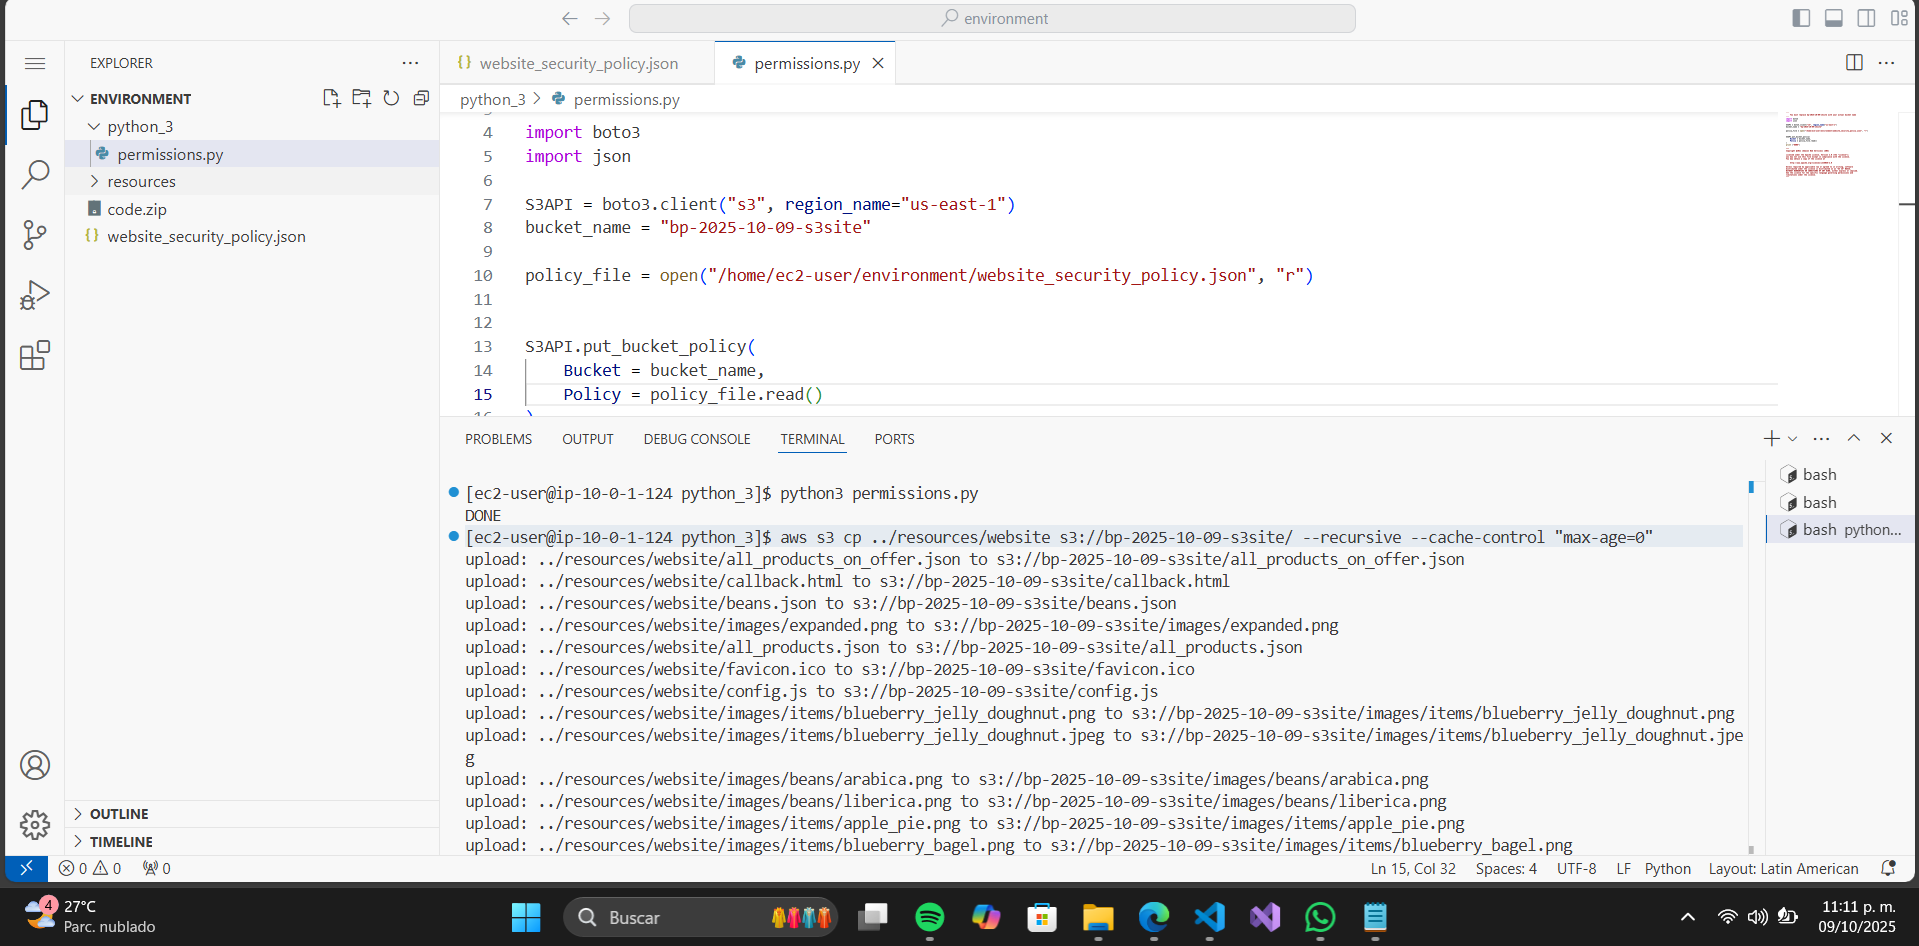 environment
EXPLORER
ENVIRONMENT
python_3
permissions.py
resources
code.zip
website_security_policy.json
OUTLINE
TIMELINE
website_security_policy.json
permissions.py
python_3 > permissions.py
4 import boto3
5 import json
6
7 S3API = boto3.client("s3", region_name="us-east-1")
8 bucket_name = "bp-2025-10-09-s3site"
9
10 policy_file = open("/home/ec2-user/environment/website_security_policy.json", "r")
11
12
13 S3API.put_bucket_policy(
14 Bucket = bucket_name,
15 Policy = policy_file.read()
16 )
PROBLEMS OUTPUT DEBUG CONSOLE TERMINAL PORTS
[ec2-user@ip-10-0-1-124 python_3]$ python3 permissions.py
DONE
[ec2-user@ip-10-0-1-124 python_3]$ aws s3 cp ../resources/website s3://bp-2025-10-09-s3site/ --recursive --cache-control "max-age=0"
upload: ../resources/website/all_products_on_offer.json to s3://bp-2025-10-09-s3site/all_products_on_offer.json
upload: ../resources/website/callback.html to s3://bp-2025-10-09-s3site/callback.html
upload: ../resources/website/beans.json to s3://bp-2025-10-09-s3site/beans.json
upload: ../resources/website/images/expanded.png to s3://bp-2025-10-09-s3site/images/expanded.png
upload: ../resources/website/all_products.json to s3://bp-2025-10-09-s3site/all_products.json
upload: ../resources/website/favicon.ico to s3://bp-2025-10-09-s3site/favicon.ico
upload: ../resources/website/config.js to s3://bp-2025-10-09-s3site/config.js
upload: ../resources/website/images/items/blueberry_jelly_doughnut.png to s3://bp-2025-10-09-s3site/images/items/blueberry_jelly_doughnut.png
upload: ../resources/website/images/items/blueberry_jelly_doughnut.jpeg to s3://bp-2025-10-09-s3site/images/items/blueberry_jelly_doughnut.jpe
g
upload: ../resources/website/images/beans/arabica.png to s3://bp-2025-10-09-s3site/images/beans/arabica.png
upload: ../resources/website/images/beans/liberica.png to s3://bp-2025-10-09-s3site/images/beans/liberica.png
upload: ../resources/website/images/items/apple_pie.png to s3://bp-2025-10-09-s3site/images/items/apple_pie.png
upload: ../resources/website/images/items/blueberry_bagel.png to s3://bp-2025-10-09-s3site/images/items/blueberry_bagel.png
bash
bash
bash python...
0 0 0
Ln 15, Col 32 Spaces: 4 UTF-8 LF Python Layout: Latin American
4
27°C
Parc. nublado
Buscar
11:11 p. m.
09/10/2025